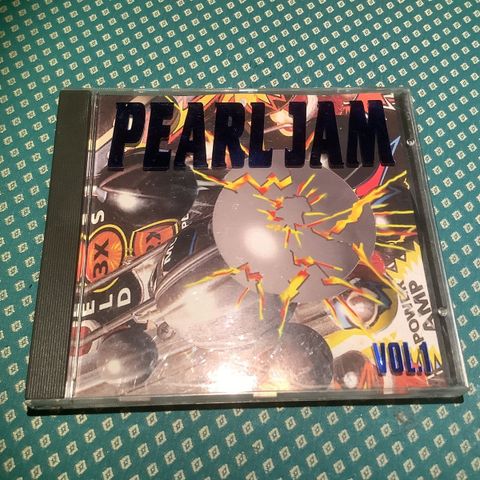 PEARL JAM
3X
POWER
AMP
VOL.1